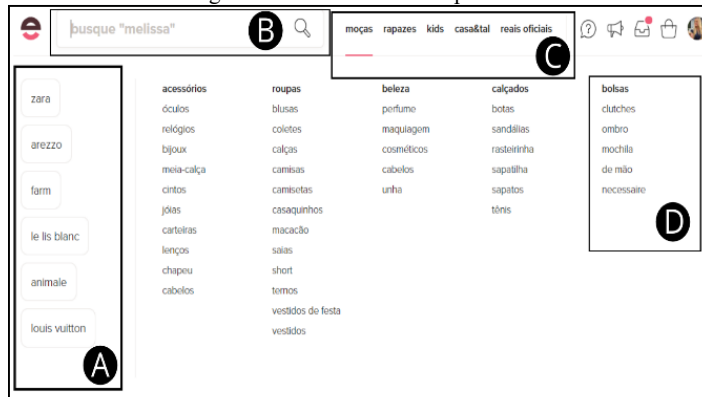 busque "melissa"
B
moças rapazes kids casa&tal reais oficiais
C
zara
arezzo
farm
le lis blanc
animale
louis vuitton
A
acessórios
óculos
relógios
bijoux
meia-calça
cintos
jóias
carteiras
lenços
chapeu
cabelos
roupas
blusas
coletes
calças
camisas
camisetas
casaquinhos
macacão
saias
short
ternos
vestidos de festa
vestidos
beleza
perfume
maquiagem
cosméticos
cabelos
unha
calçados
botas
sandálias
rasteirinha
sapatilha
sapatos
tênis
bolsas
clutches
ombro
mochila
de mão
necessaire
D